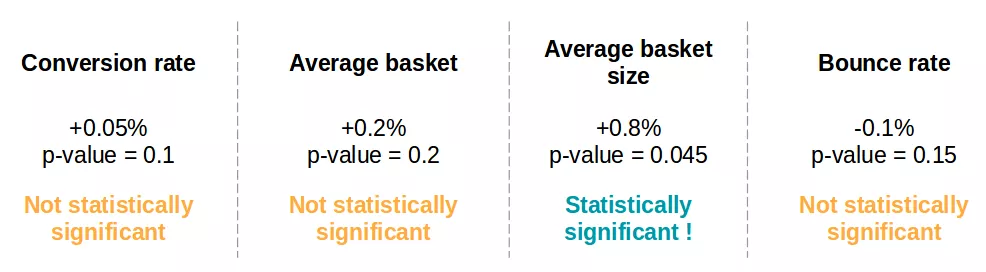 Conversion rate
+0.05%
p-value = 0.1
Not statistically
significant
Average basket
+0.2%
p-value = 0.2
Not statistically
significant
Average basket
size
+0.8%
p-value = 0.045
Statistically
significant !
Bounce rate
-0.1%
p-value = 0.15
Not statistically
significant